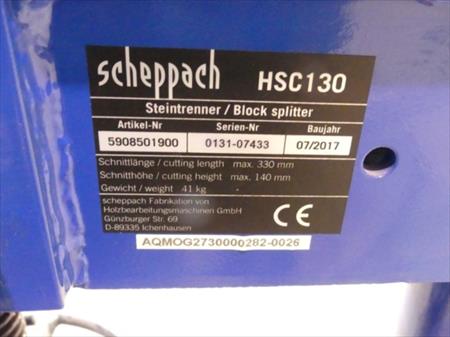 scheppach HSC130
Steintrenner / Block splitter
Artikel-Nr Serien-Nr Baujahr
5908501900 0131-07433 07/2017
Schnittlänge / cutting length max. 330 mm
Schnitthöhe / cutting height max. 140 mm
Gewicht / weight 41 kg
scheppach Fabrikation von
Holzbearbeitungsmaschinen GmbH
Günzburger Str. 69
D-89335 Ichenhausen
CE
AQMOG2730000282-0026